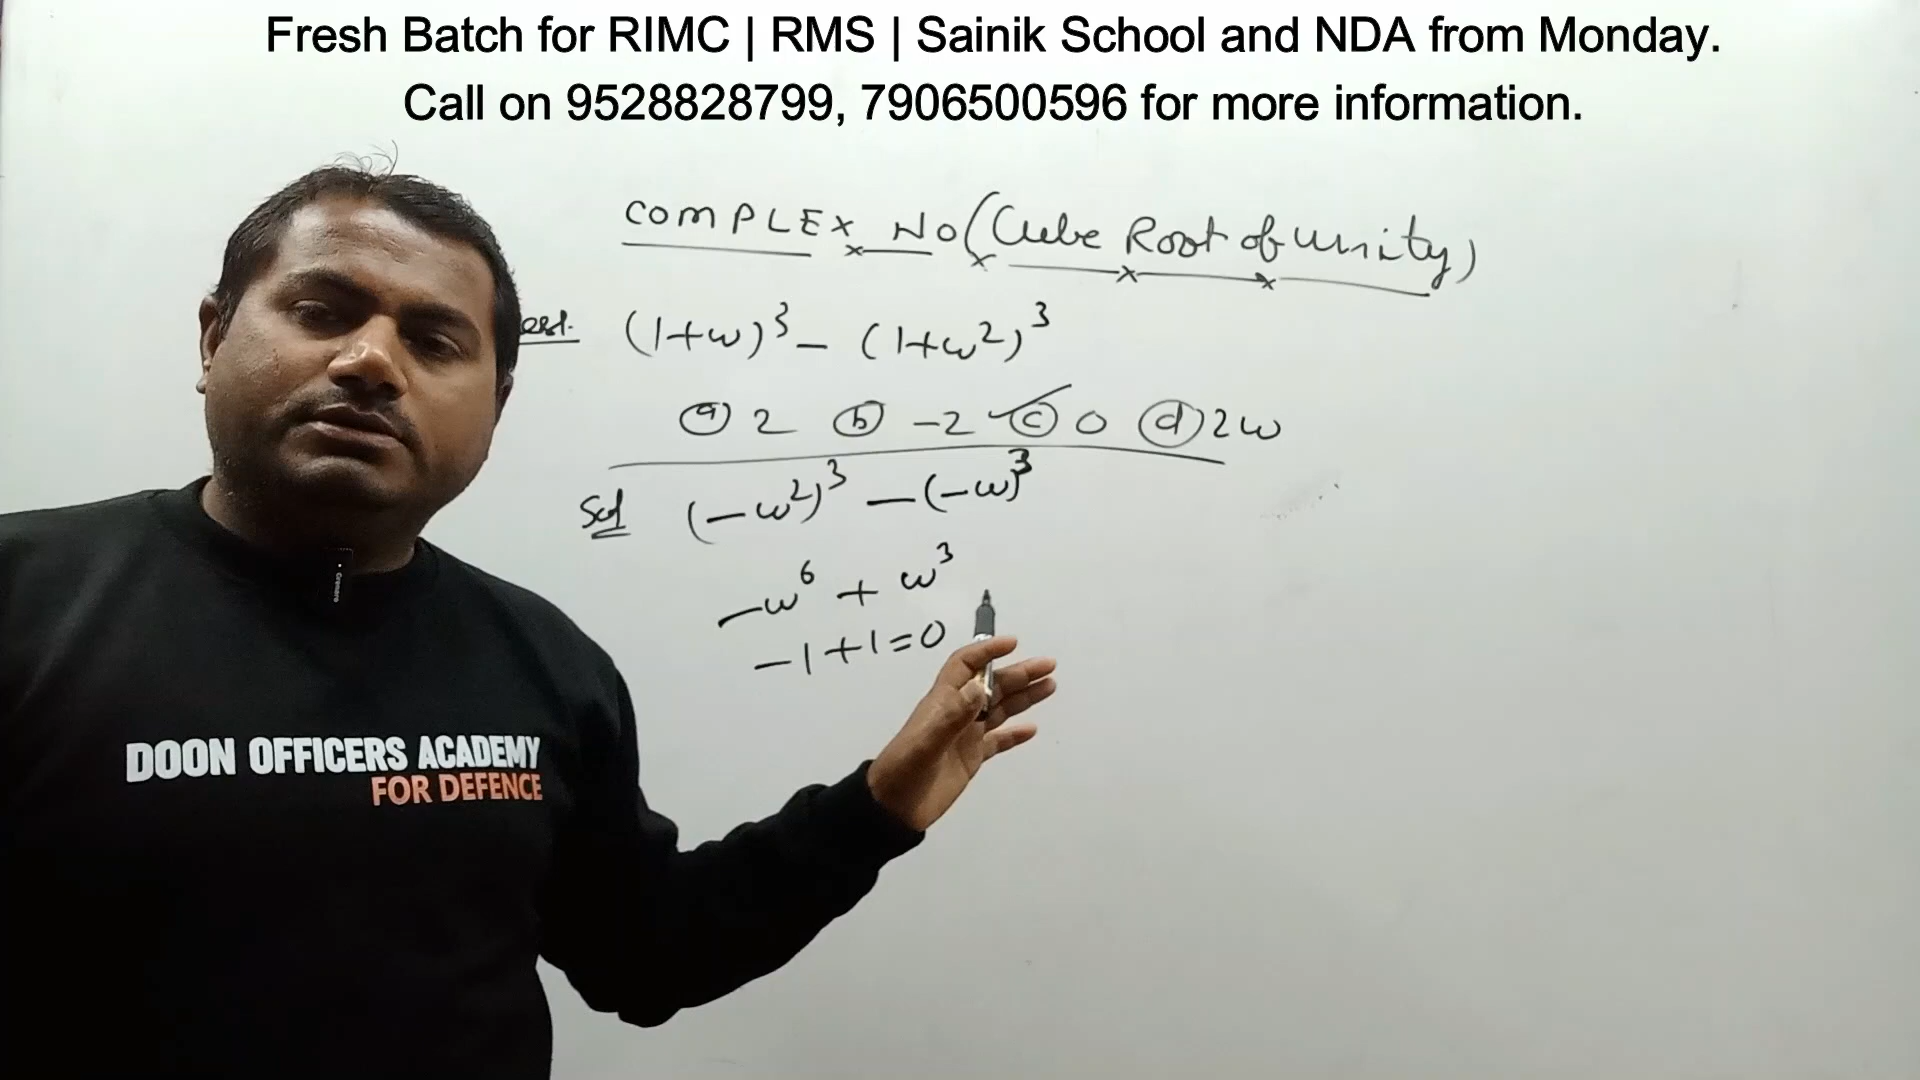 Fresh Batch for RIMC | RMS | Sainik School and NDA from Monday.
Call on 9528828799, 7906500596 for more information.
COMPLEX NO (Cube Root of Unity)
(1+ω)³ – (1+ω²)³
(a) 2 (b) -2 (c) 0 (d) 2ω
Sol (-ω²)³ – (-ω)³
-ω⁶ + ω³
-1+1=0
DOON OFFICERS ACADEMY
FOR DEFENCE